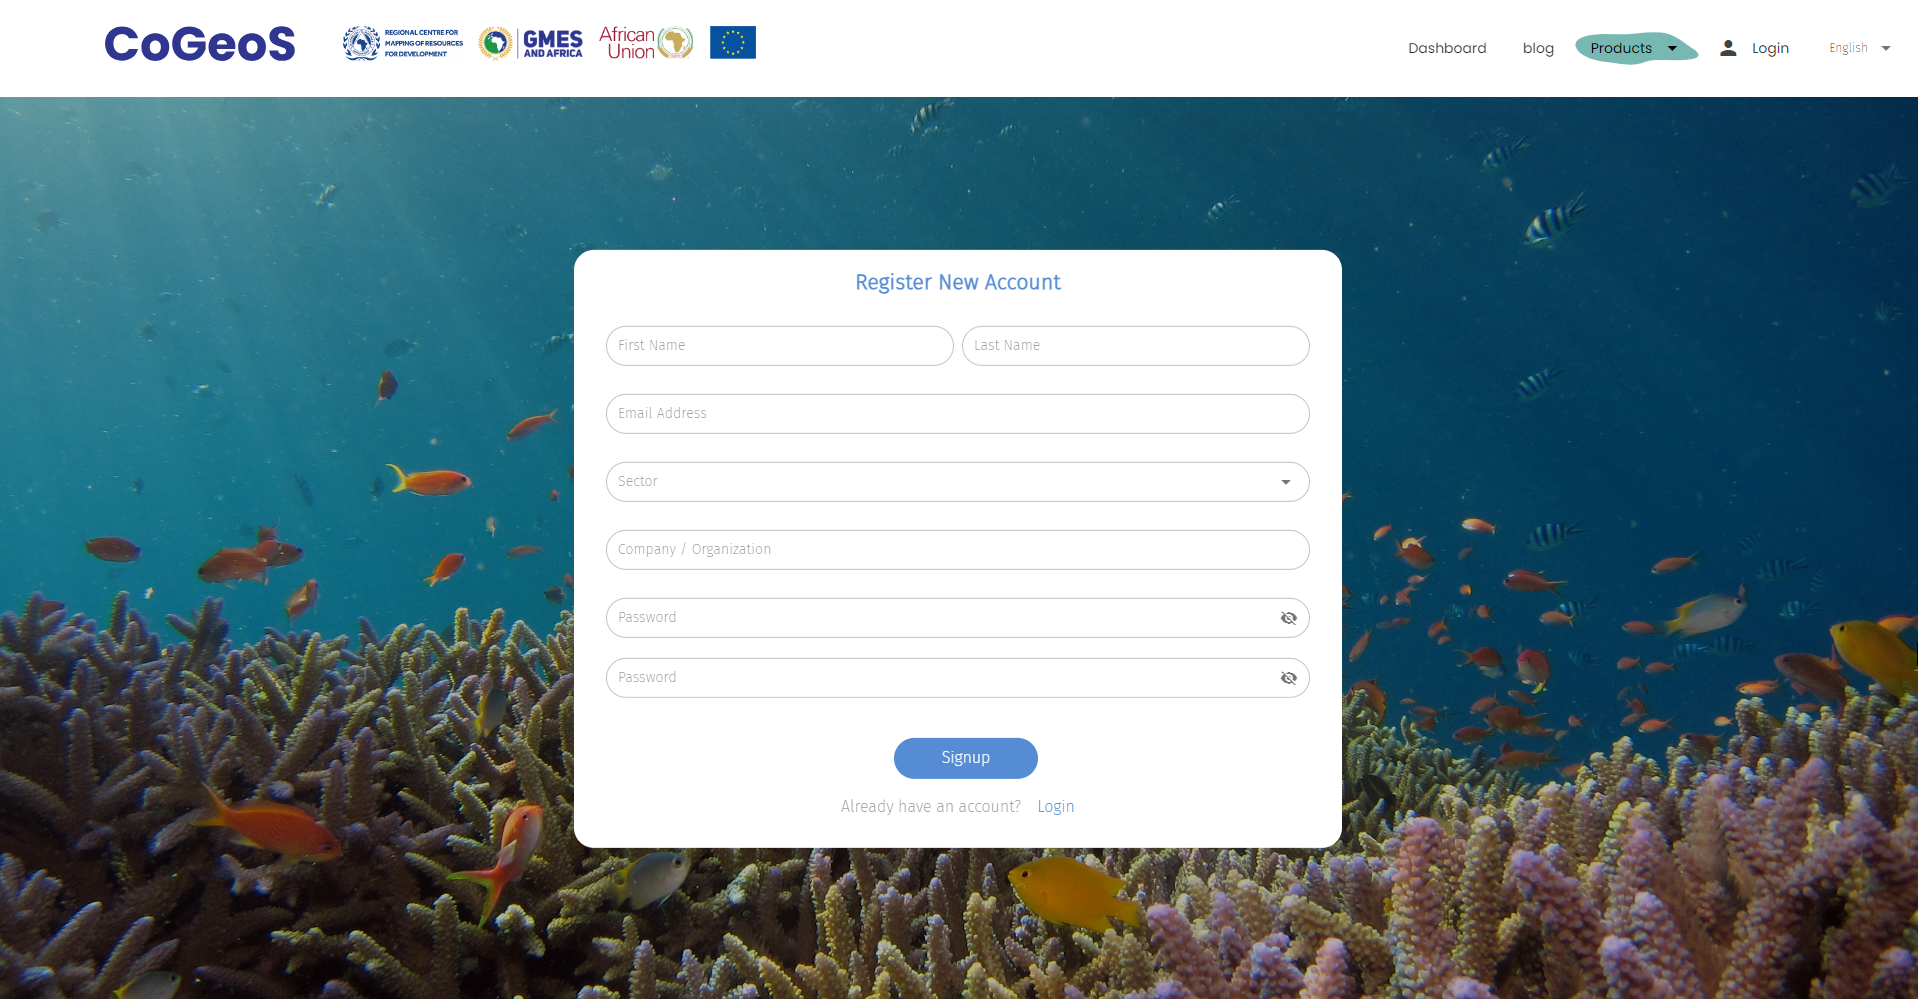 CoGeoS
REGIONAL CENTRE FOR
MAPPING OF RESOURCES
FOR DEVELOPMENT
GMES
AND AFRICA
African
Union
Dashboard
blog
Products
Login
English
Register New Account
First Name
Last Name
Email Address
Sector
Company / Organization
Password
Password
Signup
Already have an account? Login